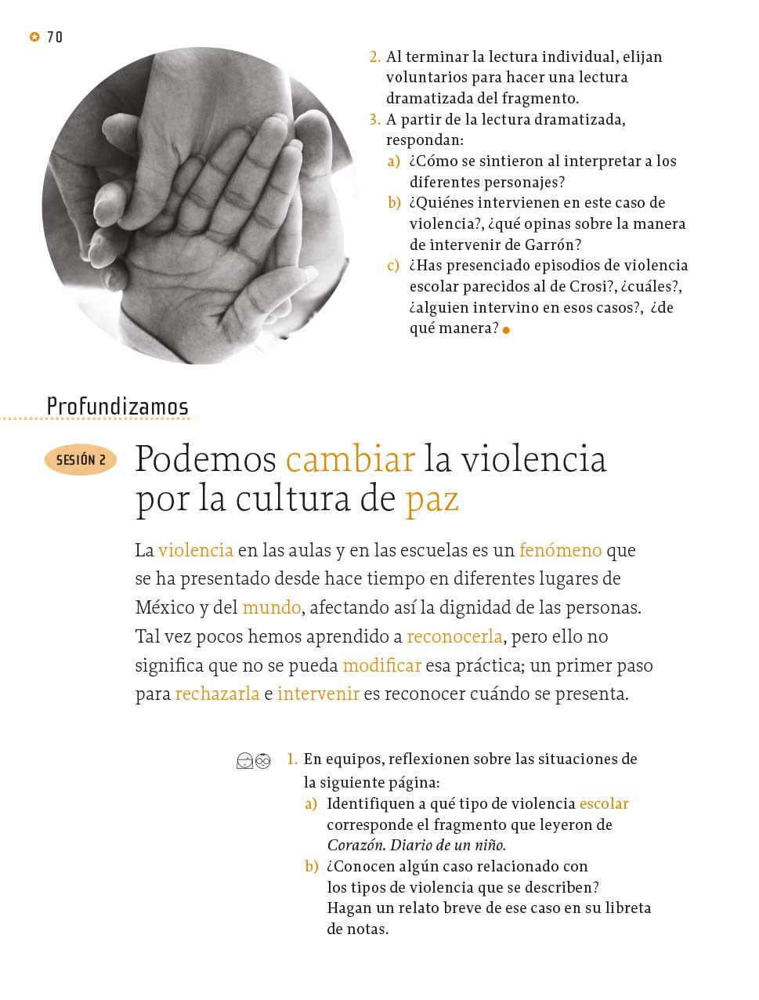 70
2. Al terminar la lectura individual, elijan
voluntarios para hacer una lectura
dramatizada del fragmento.
3. A partir de la lectura dramatizada,
respondan:
a) ¿Cómo se sintieron al interpretar a los
diferentes personajes?
b) ¿Quiénes intervienen en este caso de
violencia?, ¿qué opinas sobre la manera
de intervenir de Garrón?
c) ¿Has presenciado episodios de violencia
escolar parecidos al de Crosi?, ¿cuáles?,
¿alguien intervino en esos casos?, ¿de
qué manera?
Profundizamos
SESIÓN 2
Podemos cambiar la violencia
por la cultura de paz
La violencia en las aulas y en las escuelas es un fenómeno que
se ha presentado desde hace tiempo en diferentes lugares de
México y del mundo, afectando así la dignidad de las personas.
Tal vez pocos hemos aprendido a reconocerla, pero ello no
significa que no se pueda modificar esa práctica; un primer paso
para rechazarla e intervenir es reconocer cuándo se presenta.
1. En equipos, reflexionen sobre las situaciones de
la siguiente página:
a) Identifiquen a qué tipo de violencia escolar
corresponde el fragmento que leyeron de
Corazón. Diario de un niño.
b) ¿Conocen algún caso relacionado con
los tipos de violencia que se describen?
Hagan un relato breve de ese caso en su libreta
de notas.